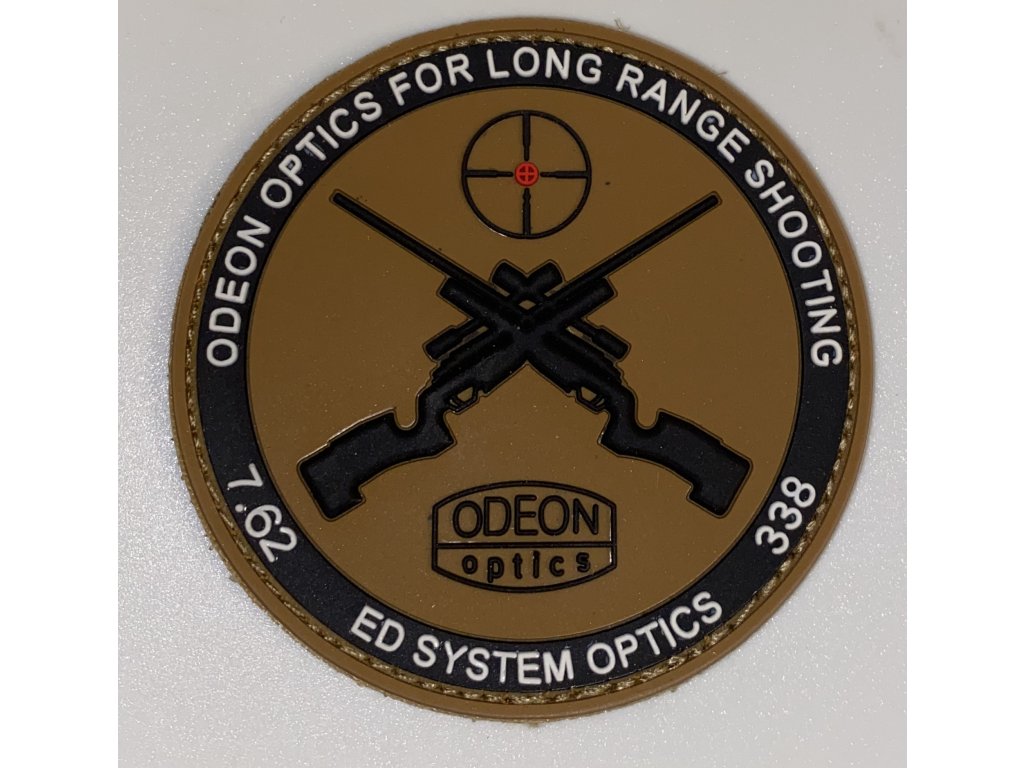 ODEON OPTICS FOR LONG RANGE SHOOTING
ODEON
optics
7.62
338
ED SYSTEM OPTICS